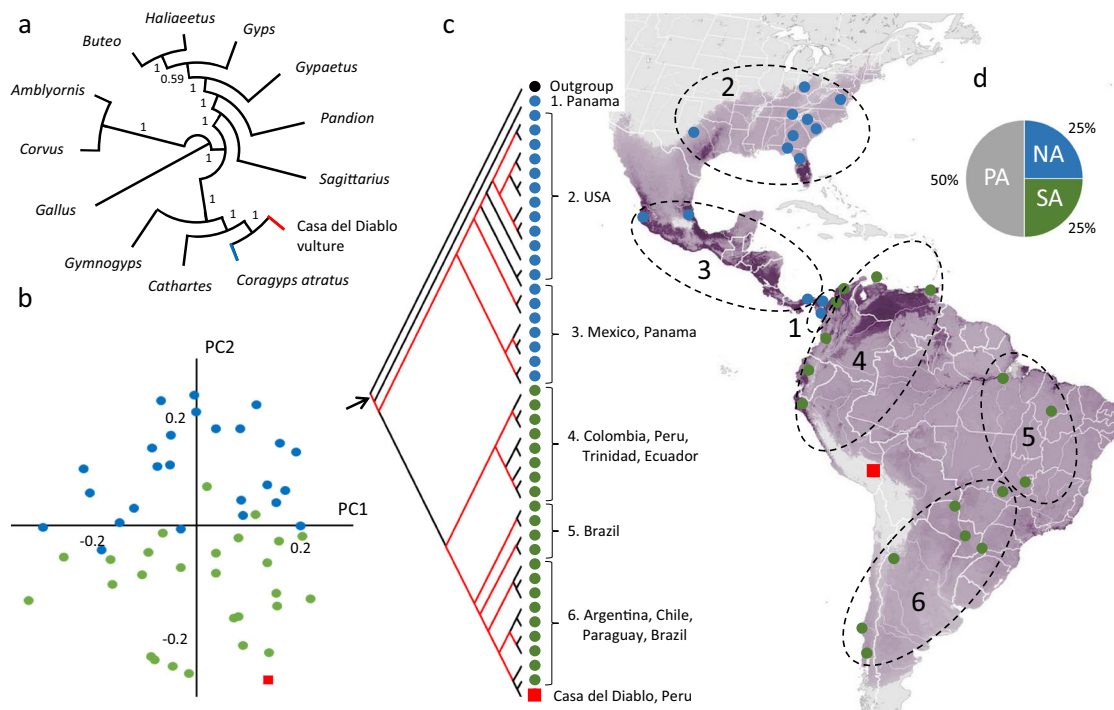 a
Haliaeetus
Buteo
Gyps
Gypaetus
Amblyornis
Pandion
Corvus
Sagittarius
Gallus
Casa del Diablo
vulture
Gymnogyps
Coragyps atratus
Cathartes
1
0.59
1
1
1
1
1
1
b
PC2
0.2
PC1
-0.2
0.2
-0.2
c
Outgroup
1. Panama
2. USA
3. Mexico, Panama
4. Colombia, Peru,
Trinidad, Ecuador
5. Brazil
6. Argentina, Chile,
Paraguay, Brazil
Casa del Diablo, Peru
2
3
1
4
5
6
d
25%
NA
PA
50%
SA
25%